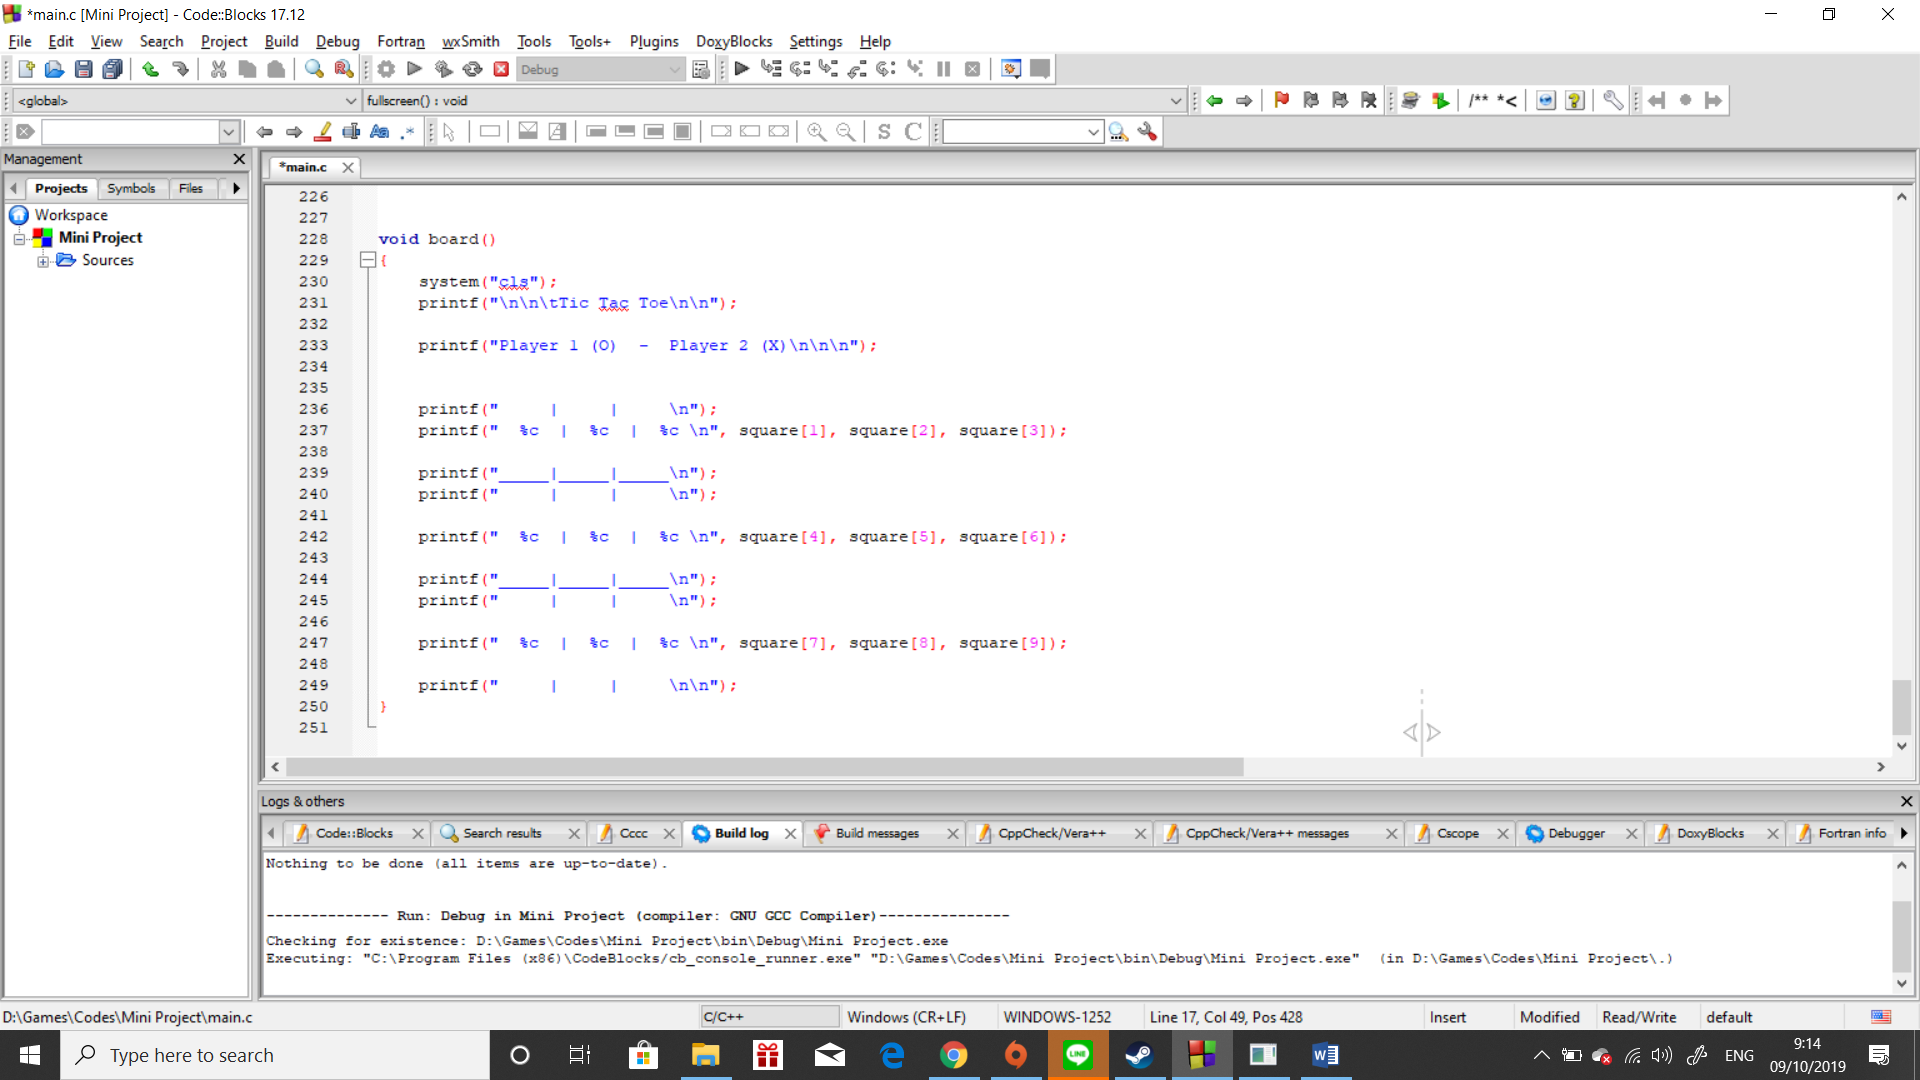 *main.c [Mini Project] - Code::Blocks 17.12
File Edit View Search Project Build Debug Fortran wxSmith Tools Tools+ Plugins DoxyBlocks Settings Help
Debug
<global> fullscreen() : void /** *<
Management
*main.c
Projects Symbols Files
Workspace
Mini Project
Sources
226
227
228 void board()
229 {
230     system("cls");
231     printf("\n\n\tTic Tac Toe\n\n");
232
233     printf("Player 1 (O)  -  Player 2 (X)\n\n\n");
234
235
236     printf("     |     |     \n");
237     printf("  %c  |  %c  |  %c \n", square[1], square[2], square[3]);
238
239     printf("_____|_____|_____\n");
240     printf("     |     |     \n");
241
242     printf("  %c  |  %c  |  %c \n", square[4], square[5], square[6]);
243
244     printf("_____|_____|_____\n");
245     printf("     |     |     \n");
246
247     printf("  %c  |  %c  |  %c \n", square[7], square[8], square[9]);
248
249     printf("     |     |     \n\n");
250 }
251
Logs & others
Code::Blocks Search results Cccc Build log Build messages CppCheck/Vera++ CppCheck/Vera++ messages Cscope Debugger DoxyBlocks Fortran info
Nothing to be done (all items are up-to-date).
-------------- Run: Debug in Mini Project (compiler: GNU GCC Compiler)---------------
Checking for existence: D:\Games\Codes\Mini Project\bin\Debug\Mini Project.exe
Executing: "C:\Program Files (x86)\CodeBlocks/cb_console_runner.exe" "D:\Games\Codes\Mini Project\bin\Debug\Mini Project.exe"  (in D:\Games\Codes\Mini Project\.)
D:\Games\Codes\Mini Project\main.c C/C++ Windows (CR+LF) WINDOWS-1252 Line 17, Col 49, Pos 428 Insert Modified Read/Write default
Type here to search LINE ENG 9:14
09/10/2019